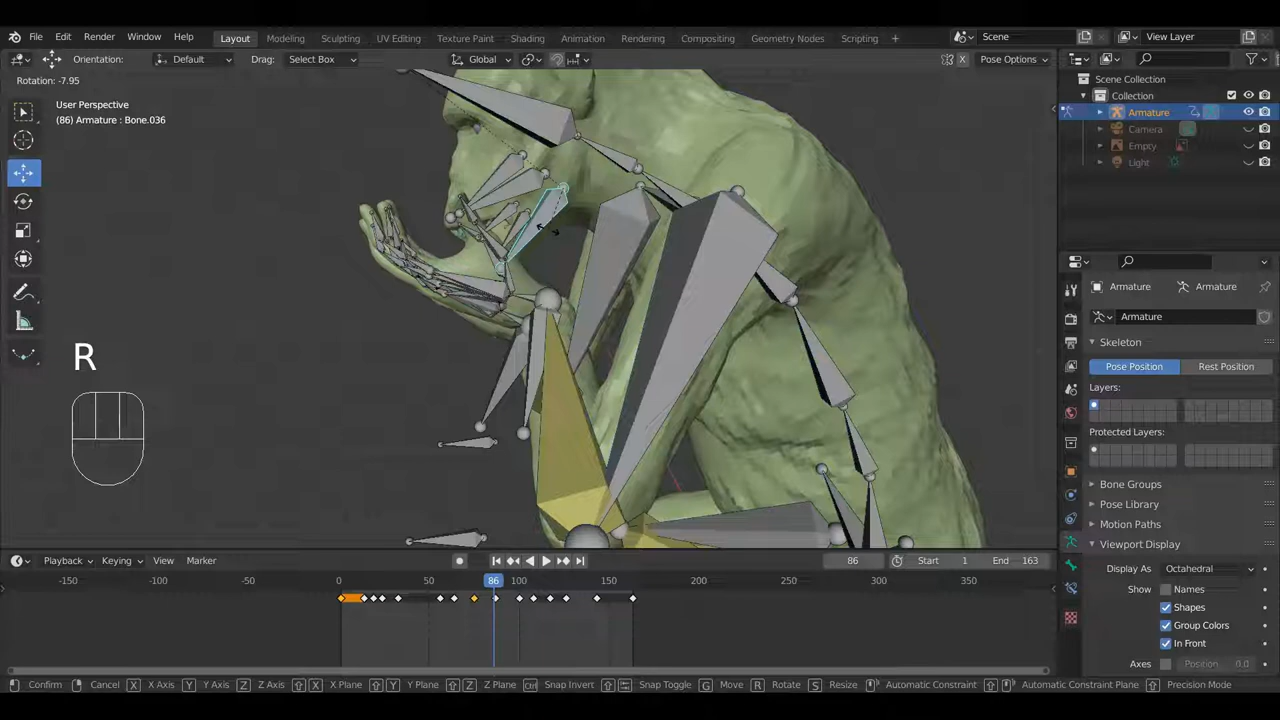 File Edit Render Window Help Layout Modeling Sculpting UV Editing Texture Paint Shading Animation Rendering Compositing Geometry Nodes Scripting + Scene View Layer
Orientation: Default Drag: Select Box Global X Pose Options
Rotation: -7.95
User Perspective
(86) Armature : Bone.036
R
Scene Collection
Collection
Armature
Camera
Empty
Light
Armature Armature
Armature
Skeleton
Pose Position Rest Position
Layers:
Protected Layers:
Bone Groups
Pose Library
Motion Paths
Viewport Display
Display As Octahedral
Show Names
Shapes
Group Colors
In Front
Axes Position 0.0
Playback Keying View Marker 86 Start 1 End 163
-150 -100 -50 0 50 86 100 150 200 250 300 350
Confirm Cancel X X Axis Y Y Axis Z Z Axis X X Plane Y Y Plane Z Z Plane Snap Invert Snap Toggle G Move R Rotate S Resize Automatic Constraint Automatic Constraint Plane Precision Mode